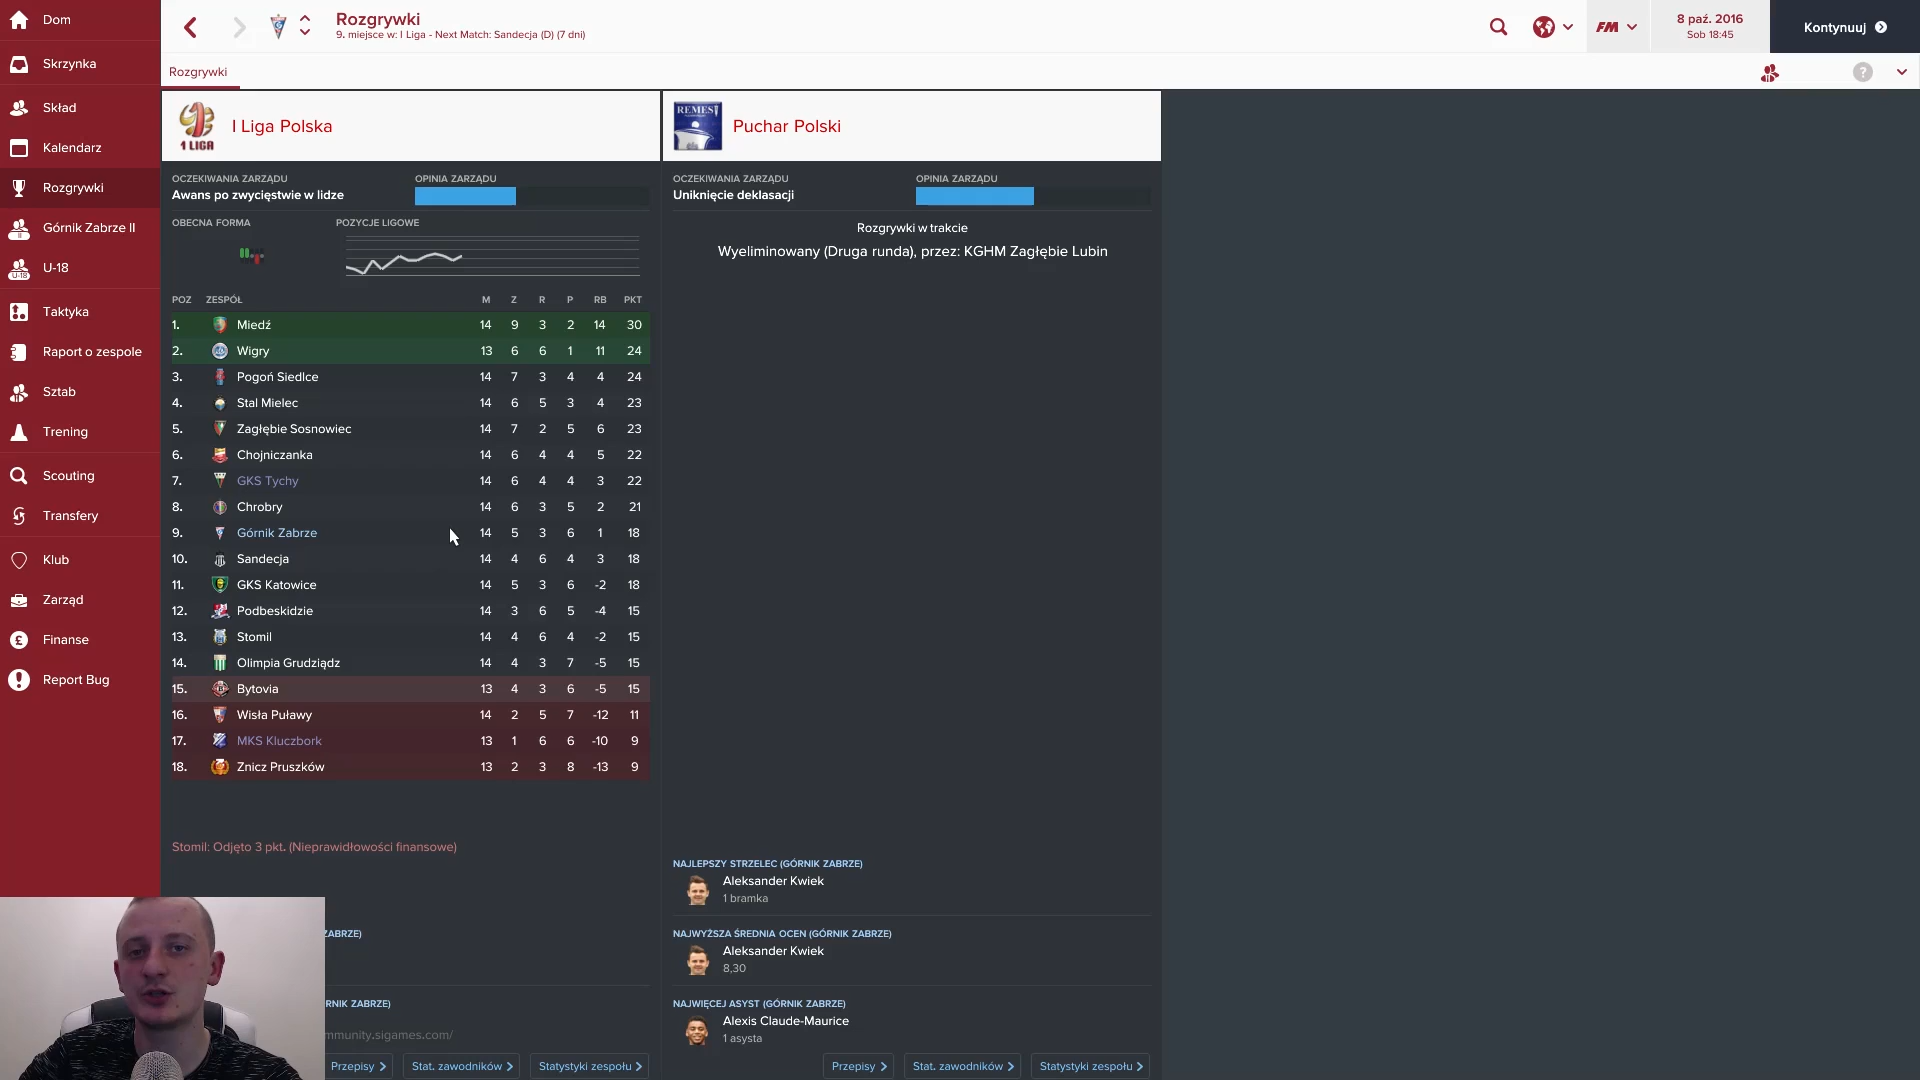 Dom
Skrzynka
Skład
Kalendarz
Rozgrywki
Górnik Zabrze II
U-18
Taktyka
Raport o zespole
Sztab
Trening
Scouting
Transfery
Klub
Zarząd
Finanse
Report Bug
Rozgrywki
9. miejsce w: I Liga - Next Match: Sandecja (D) (7 dni)
FM
8 paź. 2016
Sob 18:45
Kontynuuj
Rozgrywki
?
1 LIGA
I Liga Polska
OCZEKIWANIA ZARZĄDU
Awans po zwycięstwie w lidze
OPINIA ZARZĄDU
OBECNA FORMA
POZYCJE LIGOWE
POZ ZESPÓŁ M Z R P RB PKT
1. Miedź 14 9 3 2 14 30
2. Wigry 13 6 6 1 11 24
3. Pogoń Siedlce 14 7 3 4 4 24
4. Stal Mielec 14 6 5 3 4 23
5. Zagłębie Sosnowiec 14 7 2 5 6 23
6. Chojniczanka 14 6 4 4 5 22
7. GKS Tychy 14 6 4 4 3 22
8. Chrobry 14 6 3 5 2 21
9. Górnik Zabrze 14 5 3 6 1 18
10. Sandecja 14 4 6 4 3 18
11. GKS Katowice 14 5 3 6 -2 18
12. Podbeskidzie 14 3 6 5 -4 15
13. Stomil 14 4 6 4 -2 15
14. Olimpia Grudziądz 14 4 3 7 -5 15
15. Bytovia 13 4 3 6 -5 15
16. Wisła Puławy 14 2 5 7 -12 11
17. MKS Kluczbork 13 1 6 6 -10 9
18. Znicz Pruszków 13 2 3 8 -13 9
Stomil: Odjęto 3 pkt. (Nieprawidłowości finansowe)
ZABRZE)
RNIK ZABRZE)
mmunity.sigames.com/
Przepisy
Stat. zawodników
Statystyki zespołu
REMES
Puchar Polski
OCZEKIWANIA ZARZĄDU
Uniknięcie deklasacji
OPINIA ZARZĄDU
Rozgrywki w trakcie
Wyeliminowany (Druga runda), przez: KGHM Zagłębie Lubin
NAJLEPSZY STRZELEC (GÓRNIK ZABRZE)
Aleksander Kwiek
1 bramka
NAJWYŻSZA ŚREDNIA OCEN (GÓRNIK ZABRZE)
Aleksander Kwiek
8,30
NAJWIĘCEJ ASYST (GÓRNIK ZABRZE)
Alexis Claude-Maurice
1 asysta
Przepisy
Stat. zawodników
Statystyki zespołu